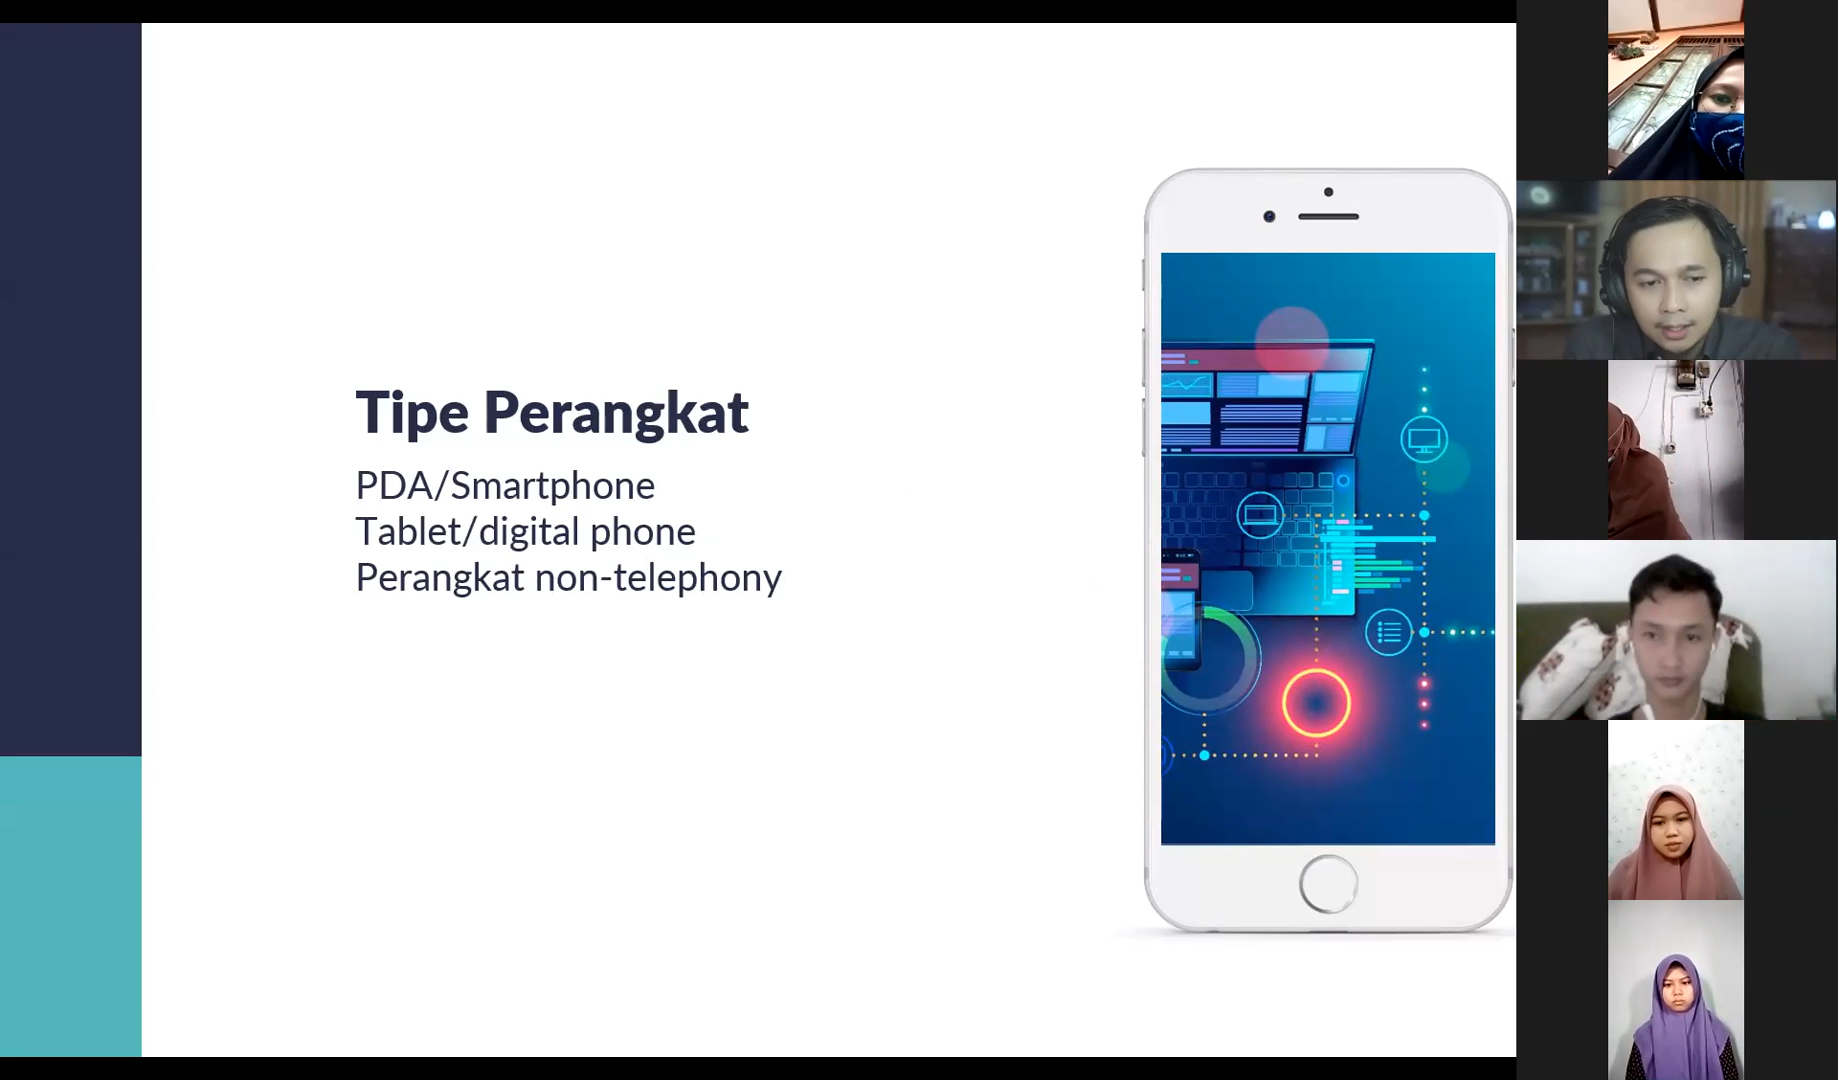 Tipe Perangkat
PDA/Smartphone
Tablet/digital phone
Perangkat non-telephony